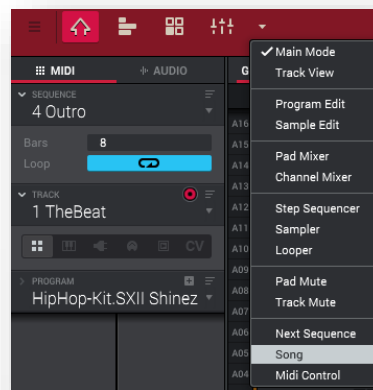 MIDI
AUDIO
SEQUENCE
4 Outro
Bars 8
Loop
TRACK
1 TheBeat
CV
PROGRAM
HipHop-Kit.SXII Shinez
G
A16
A15
A14
A13
A12
A11
A10
A09
A08
A07
A06
A05
A04
✓ Main Mode
Track View
Program Edit
Sample Edit
Pad Mixer
Channel Mixer
Step Sequencer
Sampler
Looper
Pad Mute
Track Mute
Next Sequence
Song
Midi Control